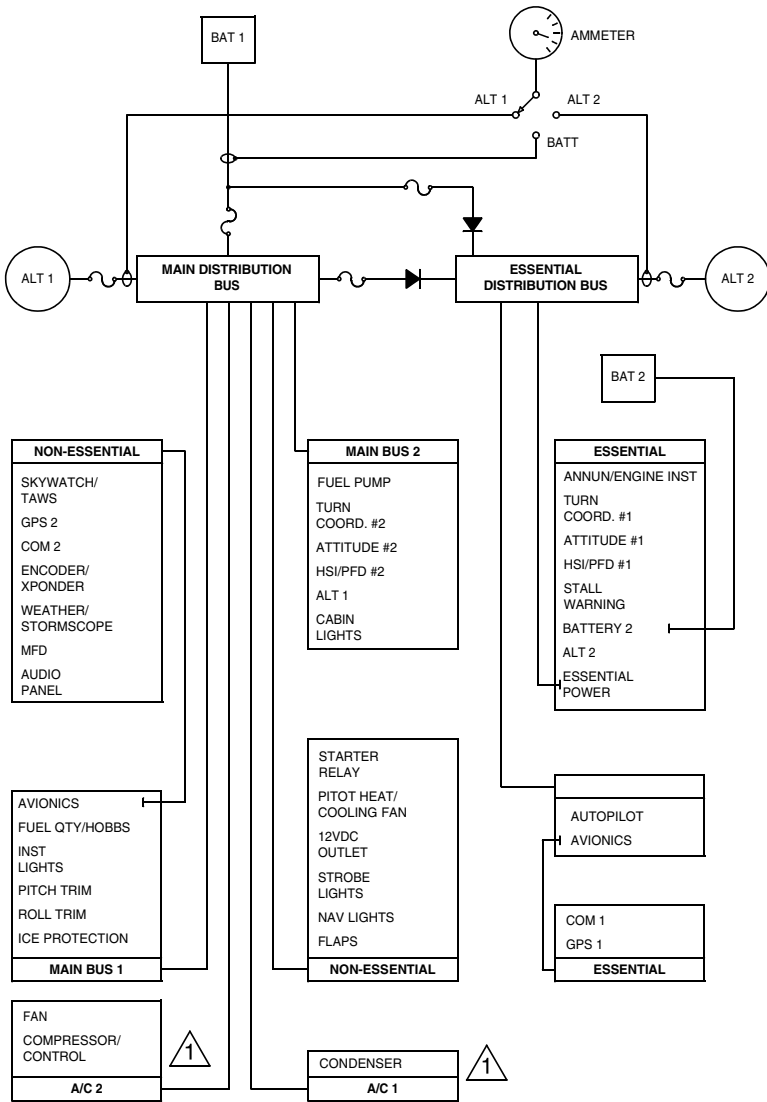 BAT 1
AMMETER
ALT 1
ALT 2
BATT
ALT 1
MAIN DISTRIBUTION
BUS
ESSENTIAL
DISTRIBUTION BUS
ALT 2
BAT 2
NON-ESSENTIAL
SKYWATCH/
TAWS
GPS 2
COM 2
ENCODER/
XPONDER
WEATHER/
STORMSCOPE
MFD
AUDIO
PANEL
MAIN BUS 2
FUEL PUMP
TURN
COORD. #2
ATTITUDE #2
HSI/PFD #2
ALT 1
CABIN
LIGHTS
ESSENTIAL
ANNUN/ENGINE INST
TURN
COORD. #1
ATTITUDE #1
HSI/PFD #1
STALL
WARNING
BATTERY 2
ALT 2
ESSENTIAL
POWER
AVIONICS
FUEL QTY/HOBBS
INST
LIGHTS
PITCH TRIM
ROLL TRIM
ICE PROTECTION
MAIN BUS 1
STARTER
RELAY
PITOT HEAT/
COOLING FAN
12VDC
OUTLET
STROBE
LIGHTS
NAV LIGHTS
FLAPS
NON-ESSENTIAL
AUTOPILOT
AVIONICS
COM 1
GPS 1
ESSENTIAL
FAN
COMPRESSOR/
CONTROL
A/C 2
1
CONDENSER
A/C 1
1